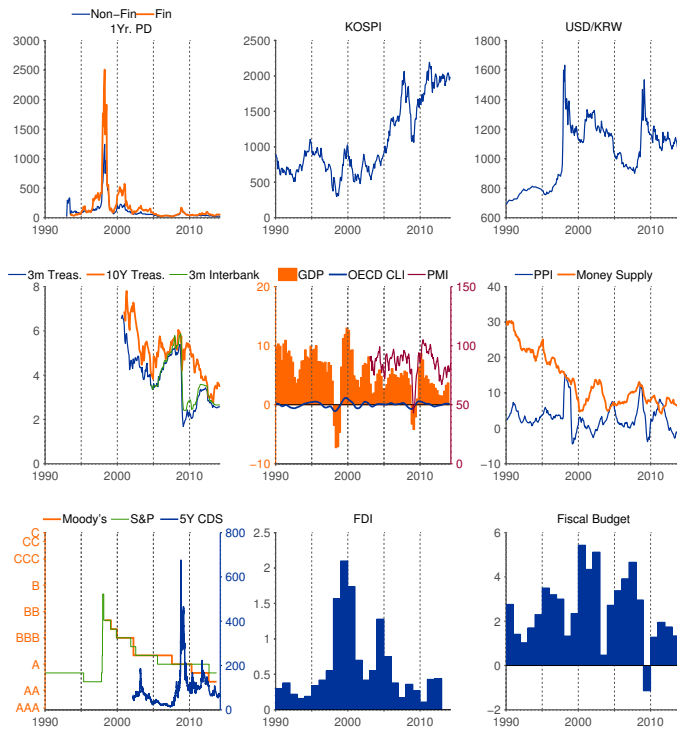 Non-Fin Fin
1Yr. PD
3000
2500
2000
1500
1000
500
0
1990 2000 2010
KOSPI
2500
2000
1500
1000
500
0
1990 2000 2010
USD/KRW
1800
1600
1400
1200
1000
800
600
1990 2000 2010
3m Treas. 10Y Treas. 3m Interbank
8
6
4
2
0
1990 2000 2010
GDP OECD CLI PMI
20 150
10 100
0 50
−10 0
1990 2000 2010
PPI Money Supply
40
30
20
10
0
−10
1990 2000 2010
Moody's S&P 5Y CDS
C 800
CC
CCC
600
B
BB 400
BBB
A 200
AA
AAA 0
1990 2000 2010
FDI
2.5
2
1.5
1
0.5
0
1990 2000 2010
Fiscal Budget
6
4
2
0
−2
1990 2000 2010